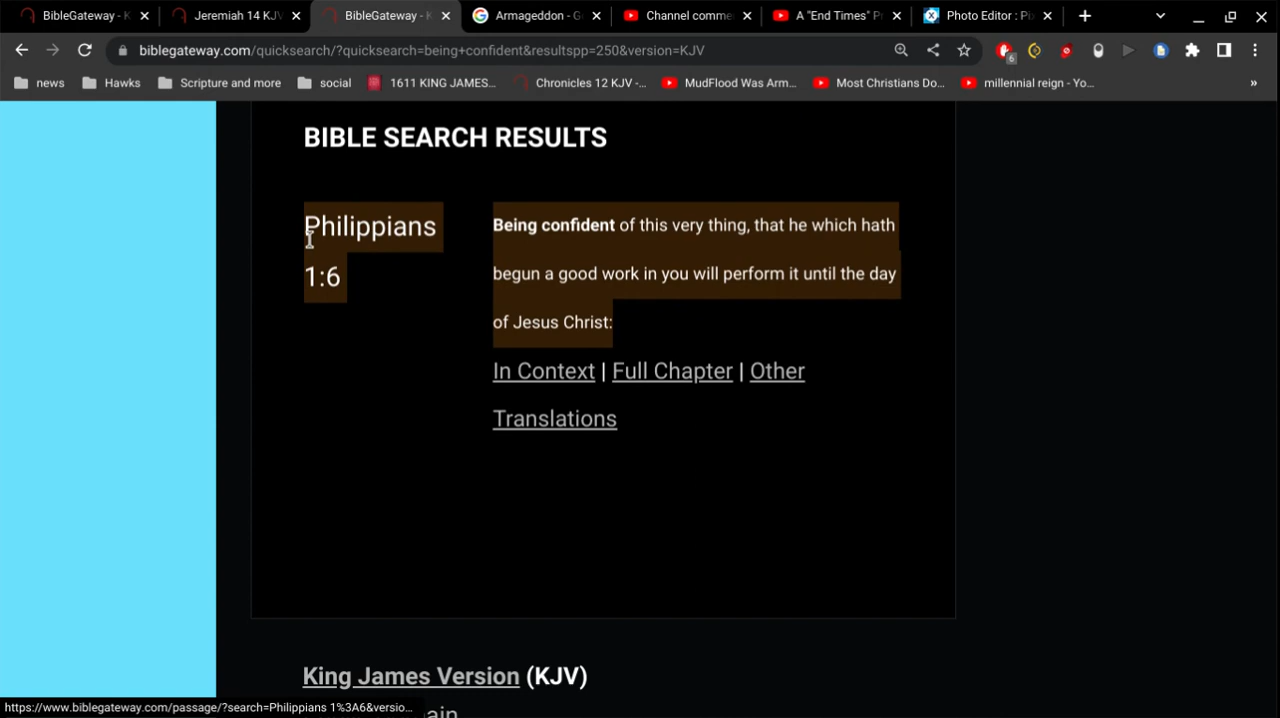 BibleGateway - K
Jeremiah 14 KJV
BibleGateway - K
Armageddon - G
Channel comme
A "End Times" P
Photo Editor : Pix
biblegateway.com/quicksearch/?quicksearch=being+confident&resultspp=250&version=KJV
6
news
Hawks
Scripture and more
social
1611 KING JAMES...
Chronicles 12 KJV -...
MudFlood Was Arm...
Most Christians Do...
millennial reign - Yo...
»
BIBLE SEARCH RESULTS
Philippians
1:6
Being confident of this very thing, that he which hath
begun a good work in you will perform it until the day
of Jesus Christ:
In Context | Full Chapter | Other
Translations
King James Version (KJV)
https://www.biblegateway.com/passage/?search=Philippians 1%3A6&versio...